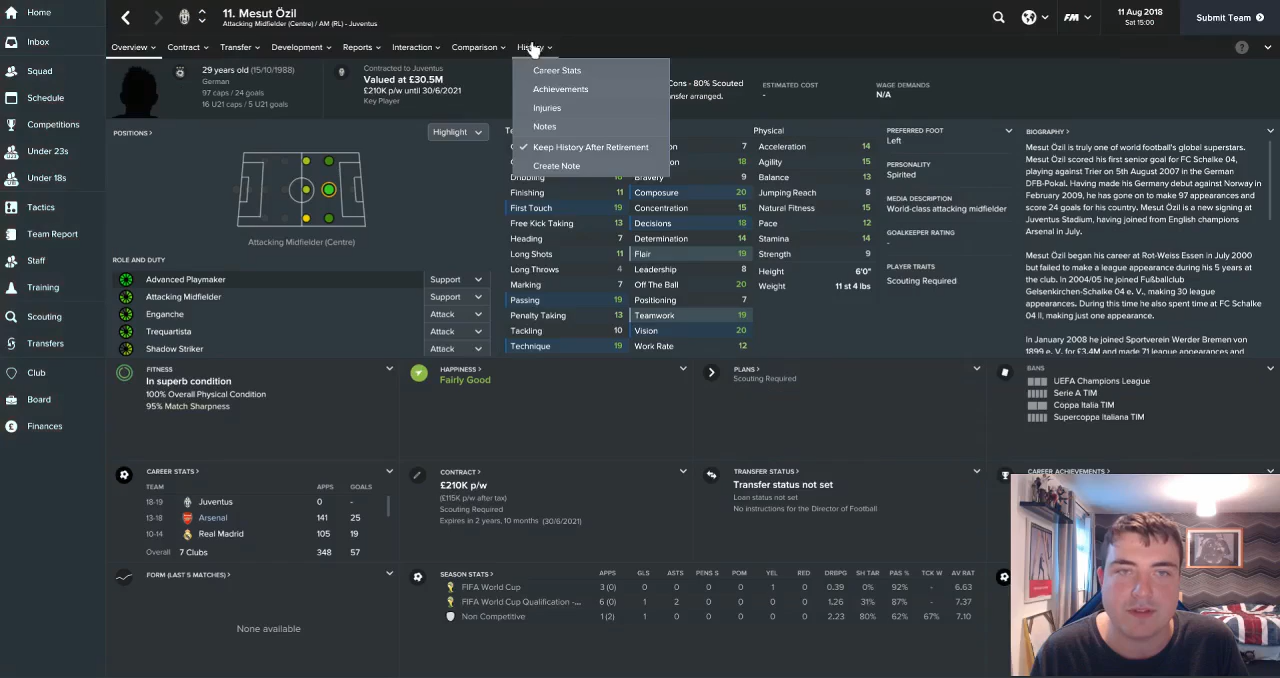 Home
Inbox
Squad
Schedule
Competitions
Under 23s
Under 18s
Tactics
Team Report
Staff
Training
Scouting
Transfers
Club
Board
Finances
11. Mesut Özil
Attacking Midfielder (Centre) / AM (RL) - Juventus
FM
11 Aug 2018
Sat 15:00
Submit Team
Overview
Contract
Transfer
Development
Reports
Interaction
Comparison
History
?
Career Stats
Achievements
Injuries
Notes
Keep History After Retirement
Create Note
29 years old (15/10/1988)
German
97 caps / 24 goals
16 U21 caps / 5 U21 goals
Contracted to Juventus
Valued at £30.5M
£210K p/w until 30/6/2021
Key Player
Cons - 80% Scouted
ESTIMATED COST
-
WAGE DEMANDS
N/A
POSITIONS >
Highlight
Attacking Midfielder (Centre)
ROLE AND DUTY
Advanced Playmaker Support
Attacking Midfielder Support
Enganche Attack
Trequartista Attack
Shadow Striker Attack
7
18
Dribbling 16 Bravery 9
Finishing 11 Composure 20
First Touch 19 Concentration 15
Free Kick Taking 13 Decisions 18
Heading 7 Determination 14
Long Shots 11 Flair 19
Long Throws 4 Leadership 8
Marking 7 Off The Ball 20
Passing 19 Positioning 7
Penalty Taking 13 Teamwork 19
Tackling 10 Vision 20
Technique 19 Work Rate 12
Physical
Acceleration 14
Agility 15
Balance 13
Jumping Reach 8
Natural Fitness 15
Pace 12
Stamina 14
Strength 9
Height 6'0"
Weight 11 st 4 lbs
PREFERRED FOOT
Left
PERSONALITY
Spirited
MEDIA DESCRIPTION
World-class attacking midfielder
GOALKEEPER RATING
-
PLAYER TRAITS
Scouting Required
BIOGRAPHY >
Mesut Özil is truly one of world football's global superstars.
Mesut Özil scored his first senior goal for FC Schalke 04,
playing against Trier on 5th August 2007 in the German
DFB-Pokal. Having made his Germany debut against Norway in
February 2009, he has gone on to make 97 appearances and
score 24 goals for his country. Mesut Özil is a new signing at
Juventus Stadium, having joined from English champions
Arsenal in July.
Mesut Özil began his career at Rot-Weiss Essen in July 2000
but failed to make a league appearance during his 5 years at
the club. In 2004/05 he joined Fußballclub
Gelsenkirchen-Schalke 04 e. V., making 30 league
appearances. During this time he also spent time at FC Schalke
04 II, making just one appearance.
In January 2008 he joined Sportverein Werder Bremen von
1899 e. V. for £3.4M and made 71 league appearances and
FITNESS
In superb condition
100% Overall Physical Condition
95% Match Sharpness
HAPPINESS >
Fairly Good
PLANS >
Scouting Required
BANS
UEFA Champions League
Serie A TIM
Coppa Italia TIM
Supercoppa Italiana TIM
CAREER STATS >
TEAM APPS GOALS
18-19 Juventus 0 -
13-18 Arsenal 141 25
10-14 Real Madrid 105 19
Overall 7 Clubs 348 57
CONTRACT >
£210K p/w
(£115K p/w after tax)
Scouting Required
Expires in 2 years, 10 months (30/6/2021)
TRANSFER STATUS >
Transfer status not set
Loan status not set
No instructions for the Director of Football
CAREER ACHIEVEMENTS >
FORM (LAST 5 MATCHES) >
None available
SEASON STATS > APPS GLS ASTS PENS S POM YEL RED DRBPG SH TAR PAS % TCK W AV RAT
FIFA World Cup 3 (0) 0 0 0 0 1 0 0.39 0% 92% - 6.63
FIFA World Cup Qualification -... 6 (0) 1 2 0 0 0 0 1.26 31% 87% - 7.37
Non Competitive 1 (2) 1 0 0 0 0 0 2.23 80% 62% 67% 7.10